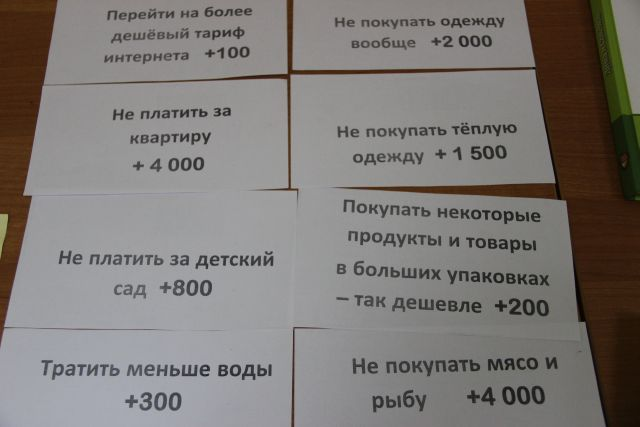 Перейти на более
дешёвый тариф
интернета +100
Не покупать одежду
вообще +2 000
Не платить за
квартиру
+ 4 000
Не покупать тёплую
одежду + 1 500
Не платить за детский
сад +800
Покупать некоторые
продукты и товары
в больших упаковках
– так дешевле +200
Тратить меньше воды
+300
Не покупать мясо и
рыбу +4 000